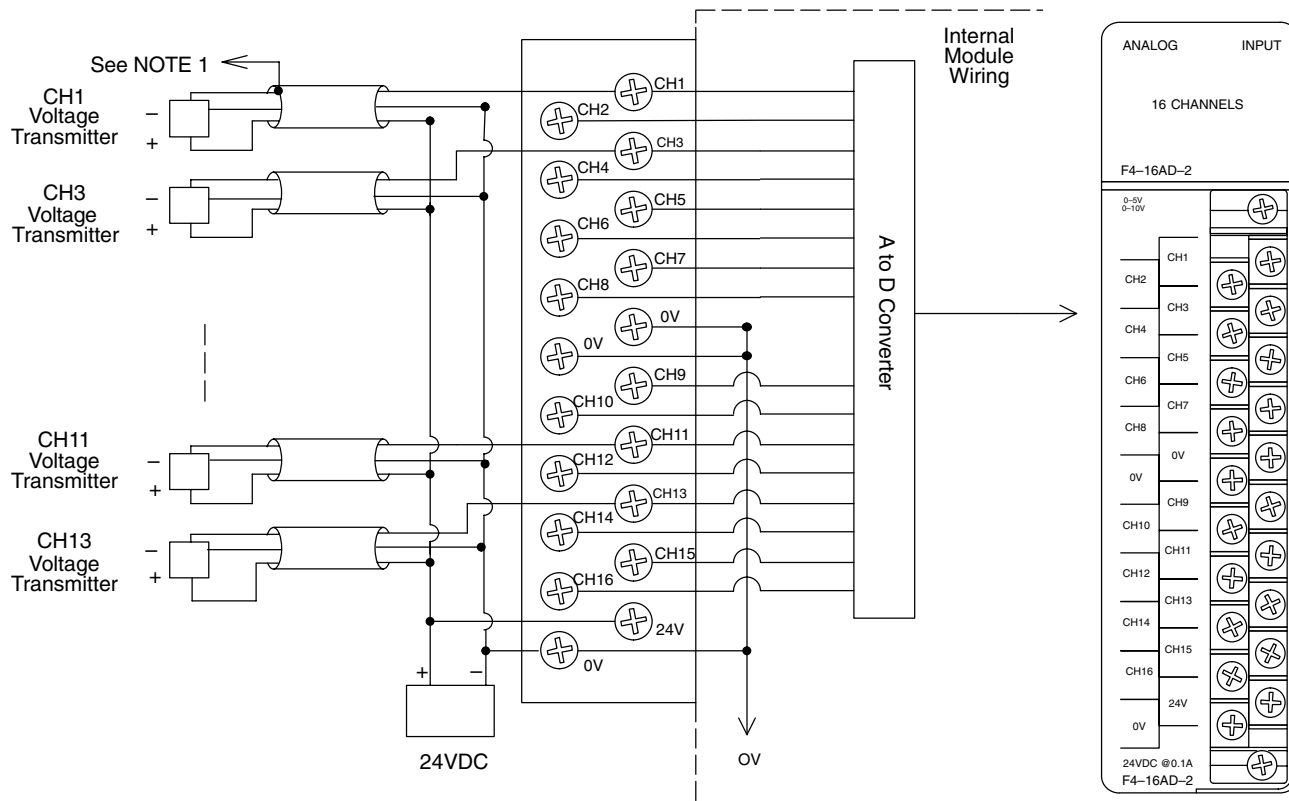 See NOTE 1
CH1
Voltage
Transmitter
–
+
CH3
Voltage
Transmitter
–
+
CH11
Voltage
Transmitter
–
+
CH13
Voltage
Transmitter
–
+
+ –
24VDC
CH1
CH2
CH3
CH4
CH5
CH6
CH7
CH8
0V
0V
CH9
CH10
CH11
CH12
CH13
CH14
CH15
CH16
24V
0V
Internal
Module
Wiring
A to D Converter
OV
ANALOG INPUT
16 CHANNELS
F4–16AD–2
0–5V
0–10V
CH1
CH2
CH3
CH4
CH5
CH6
CH7
CH8
0V
0V
CH9
CH10
CH11
CH12
CH13
CH14
CH15
CH16
24V
0V
24VDC @0.1A
F4–16AD–2